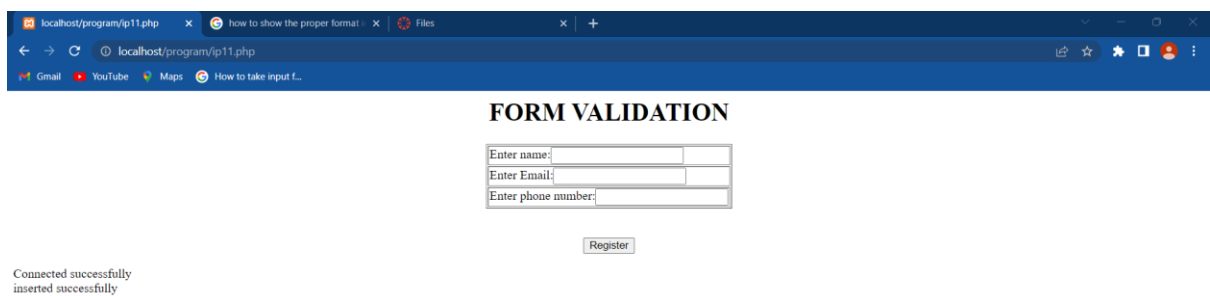 localhost/program/ip11.php
how to show the proper format
Files
localhost/program/ip11.php
Gmail YouTube Maps How to take input f...
FORM VALIDATION
Enter name:
Enter Email:
Enter phone number:
Register
Connected successfully
inserted successfully